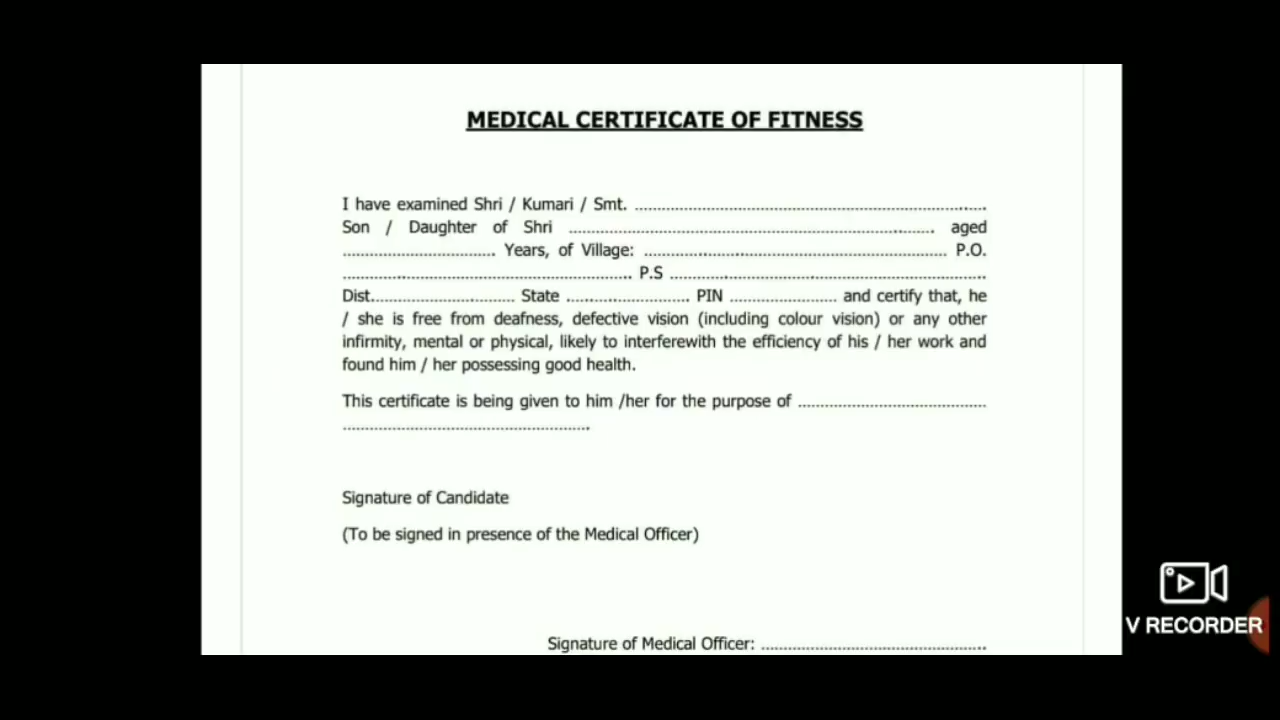 MEDICAL CERTIFICATE OF FITNESS
I have examined Shri / Kumari / Smt. ................................................................................
Son / Daughter of Shri ................................................................................ aged
.................................. Years, of Village: .................................................................... P.O.
................................................................ P.S ......................................................................
Dist................................ State ........................... PIN ........................ and certify that, he
/ she is free from deafness, defective vision (including colour vision) or any other
infirmity, mental or physical, likely to interferewith the efficiency of his / her work and
found him / her possessing good health.
This certificate is being given to him /her for the purpose of ..........................................
.......................................................
Signature of Candidate
(To be signed in presence of the Medical Officer)
Signature of Medical Officer: ..................................................
V RECORDER